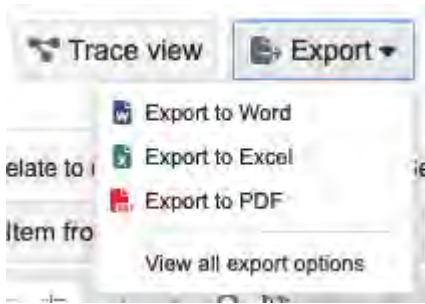 Trace view
Export
Export to Word
Export to Excel
elate to
Export to PDF
Item fro
View all export options